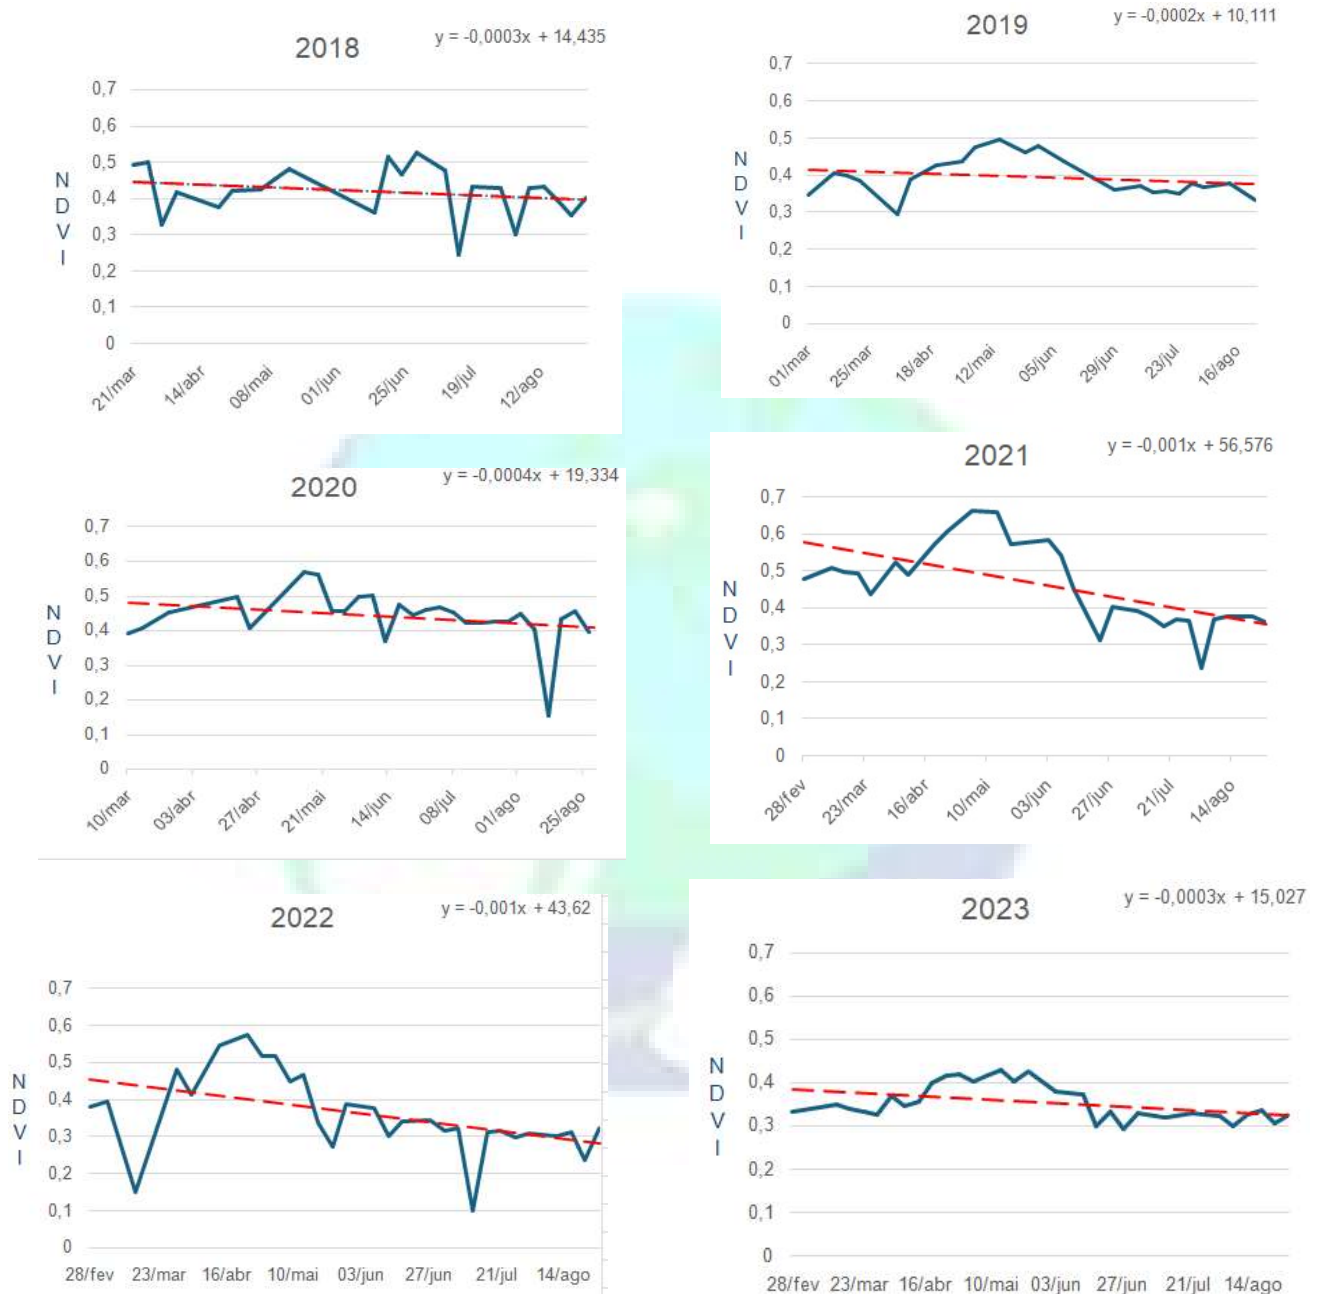 2018
y = -0,0003x + 14,435
0,7
0,6
0,5
0,4
0,3
0,2
0,1
0
N
D
V
I
21/mar 14/abr 08/mai 01/jun 25/jun 19/jul 12/ago
2019
y = -0,0002x + 10,111
0,7
0,6
0,5
0,4
0,3
0,2
0,1
0
N
D
V
I
01/mar 25/mar 18/abr 12/mai 05/jun 29/jun 23/jul 16/ago
2020
y = -0,0004x + 19,334
0,7
0,6
0,5
0,4
0,3
0,2
0,1
0
N
D
V
I
10/mar 03/abr 27/abr 21/mai 14/jun 08/jul 01/ago 25/ago
2021
y = -0,001x + 56,576
0,7
0,6
0,5
0,4
0,3
0,2
0,1
0
N
D
V
I
28/fev 23/mar 16/abr 10/mai 03/jun 27/jun 21/jul 14/ago
2022
y = -0,001x + 43,62
0,7
0,6
0,5
0,4
0,3
0,2
0,1
0
N
D
V
I
28/fev 23/mar 16/abr 10/mai 03/jun 27/jun 21/jul 14/ago
2023
y = -0,0003x + 15,027
0,7
0,6
0,5
0,4
0,3
0,2
0,1
0
N
D
V
I
28/fev 23/mar 16/abr 10/mai 03/jun 27/jun 21/jul 14/ago